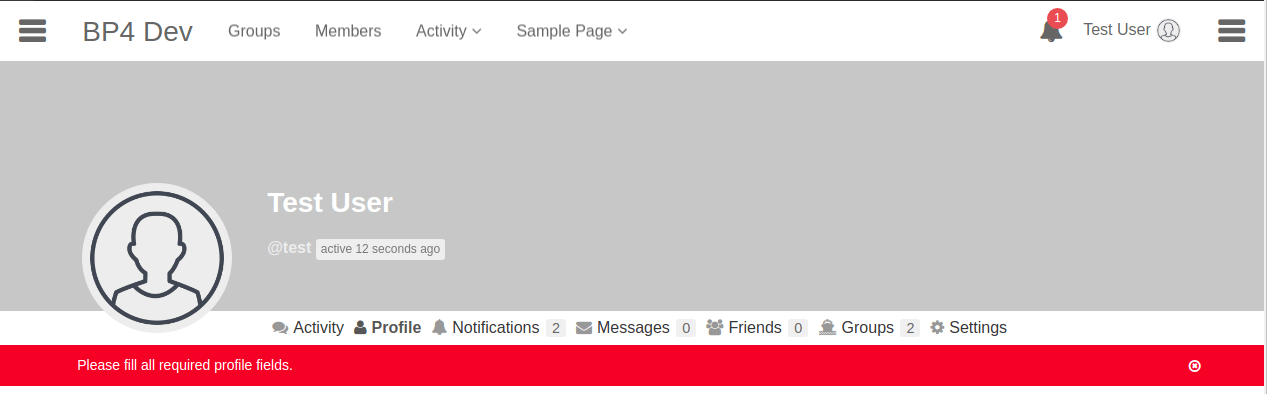 BP4 Dev Groups Members Activity Sample Page 1 Test User
Test User
@test active 12 seconds ago
Activity Profile Notifications 2 Messages 0 Friends 0 Groups 2 Settings
Please fill all required profile fields.